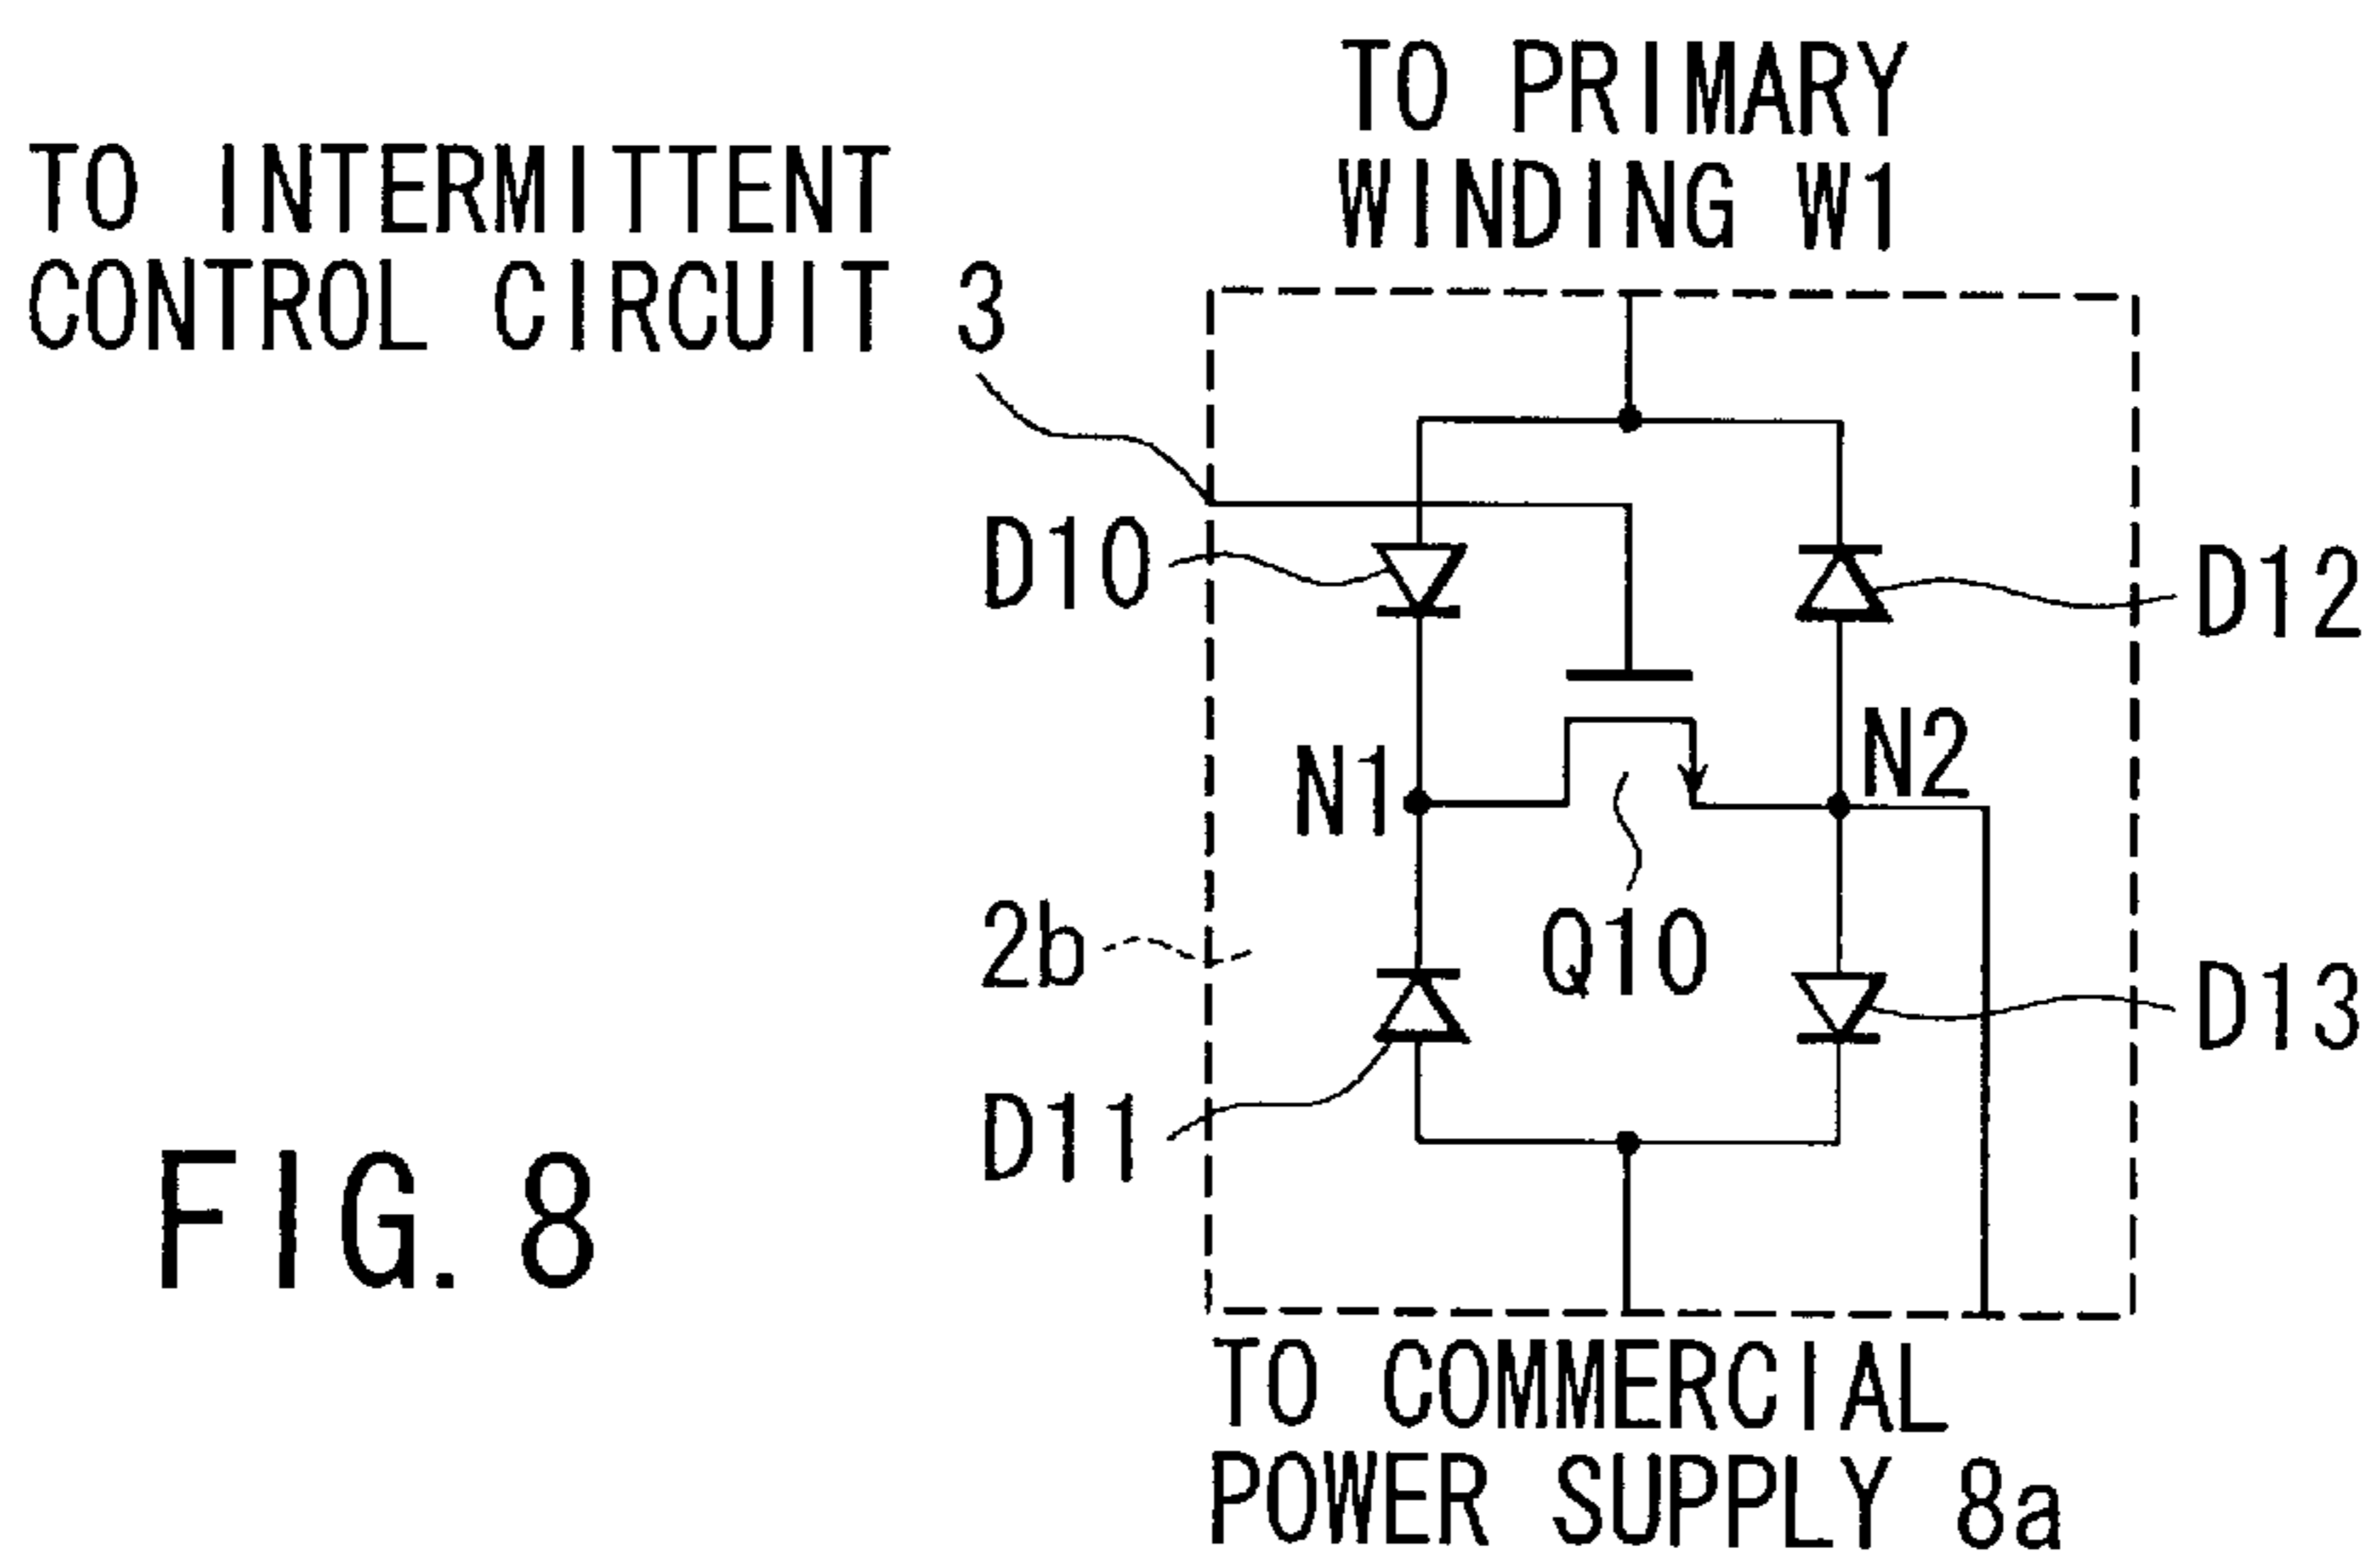 TO PRIMARY
WINDING W1
TO INTERMITTENT
CONTROL CIRCUIT 3
D10
D12
N1
N2
2b
Q10
D13
D11
FIG. 8
TO COMMERCIAL
POWER SUPPLY 8a